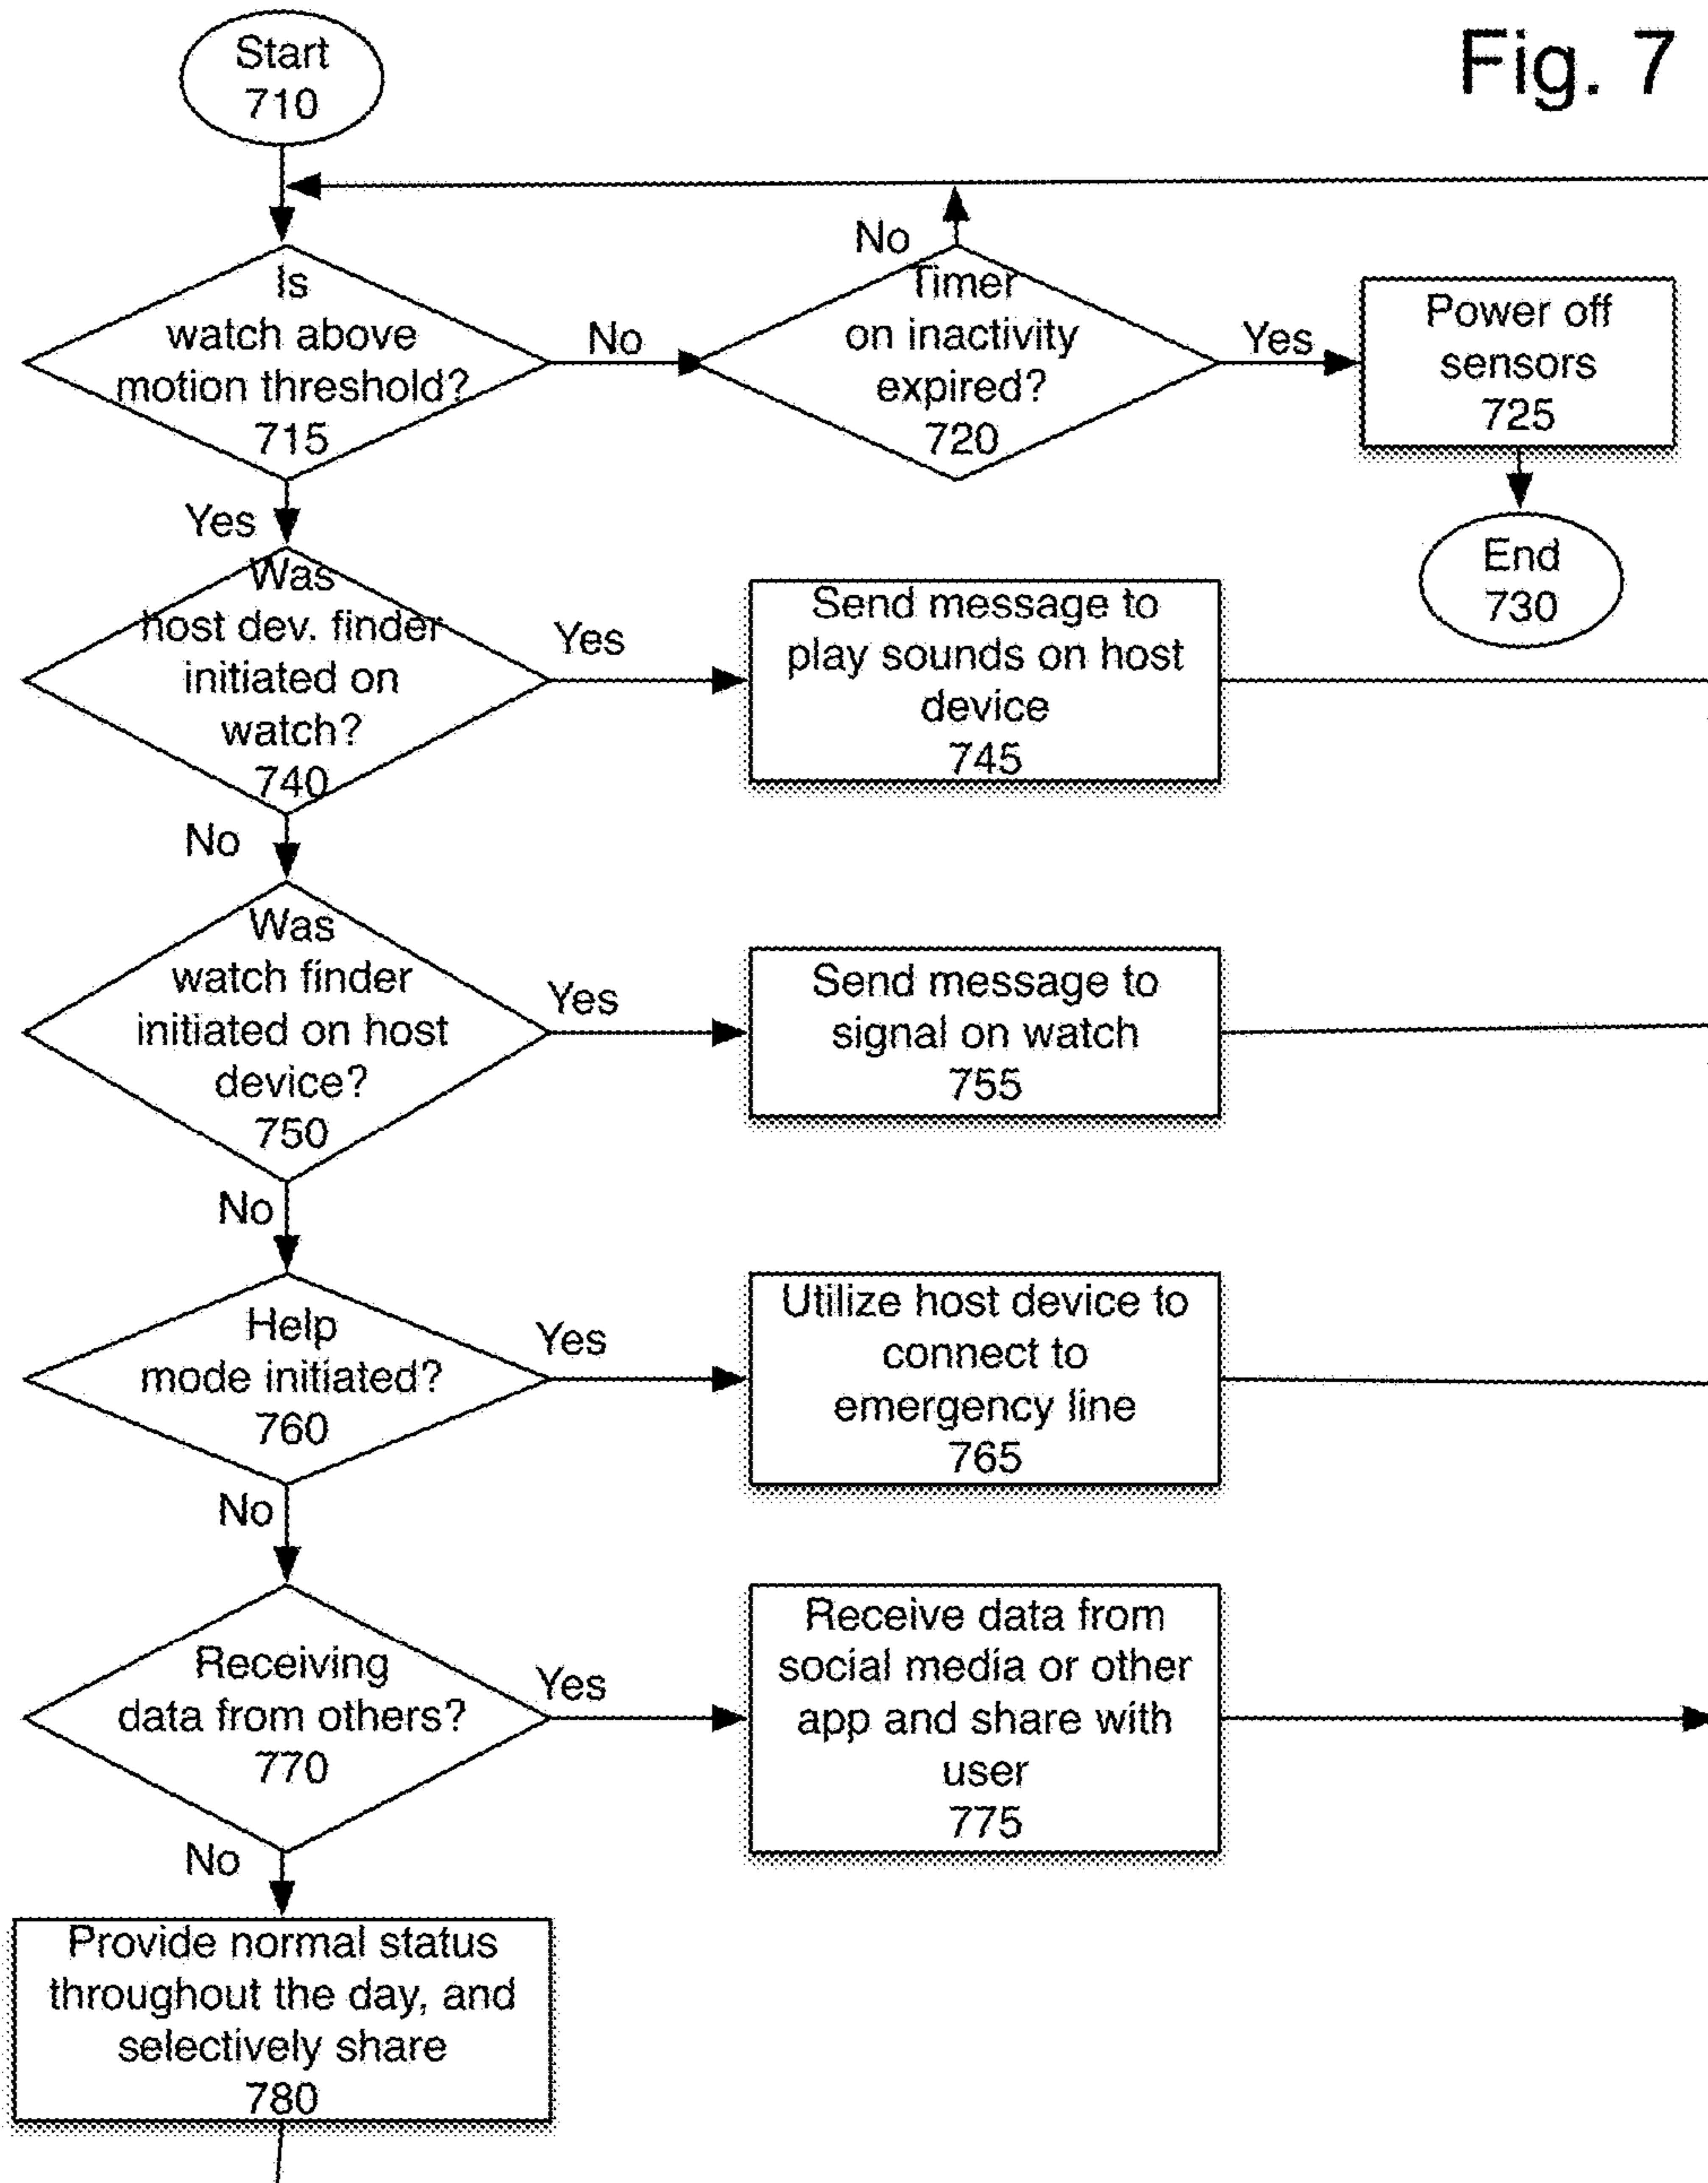 Fig. 7
Start
710
Is
watch above
motion threshold?
715
No
No
Timer
on inactivity
expired?
720
Yes
Power off
sensors
725
End
730
Yes
Was
host dev. finder
initiated on
watch?
740
Yes
Send message to
play sounds on host
device
745
No
Was
watch finder
initiated on host
device?
750
Yes
Send message to
signal on watch
755
No
Help
mode initiated?
760
Yes
Utilize host device to
connect to
emergency line
765
No
Receiving
data from others?
770
Yes
Receive data from
social media or other
app and share with
user
775
No
Provide normal status
throughout the day, and
selectively share
780